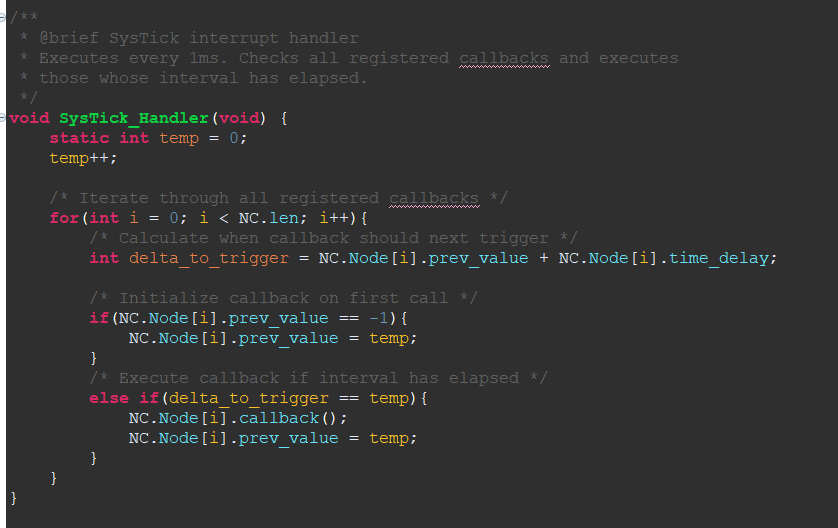 /**
 * @brief SysTick interrupt handler
 * Executes every 1ms. Checks all registered callbacks and executes
 * those whose interval has elapsed.
 */
void SysTick_Handler(void) {
    static int temp = 0;
    temp++;

    /* Iterate through all registered callbacks */
    for(int i = 0; i < NC.len; i++){
        /* Calculate when callback should next trigger */
        int delta_to_trigger = NC.Node[i].prev_value + NC.Node[i].time_delay;

        /* Initialize callback on first call */
        if(NC.Node[i].prev_value == -1){
            NC.Node[i].prev_value = temp;
        }
        /* Execute callback if interval has elapsed */
        else if(delta_to_trigger == temp){
            NC.Node[i].callback();
            NC.Node[i].prev_value = temp;
        }
    }
}